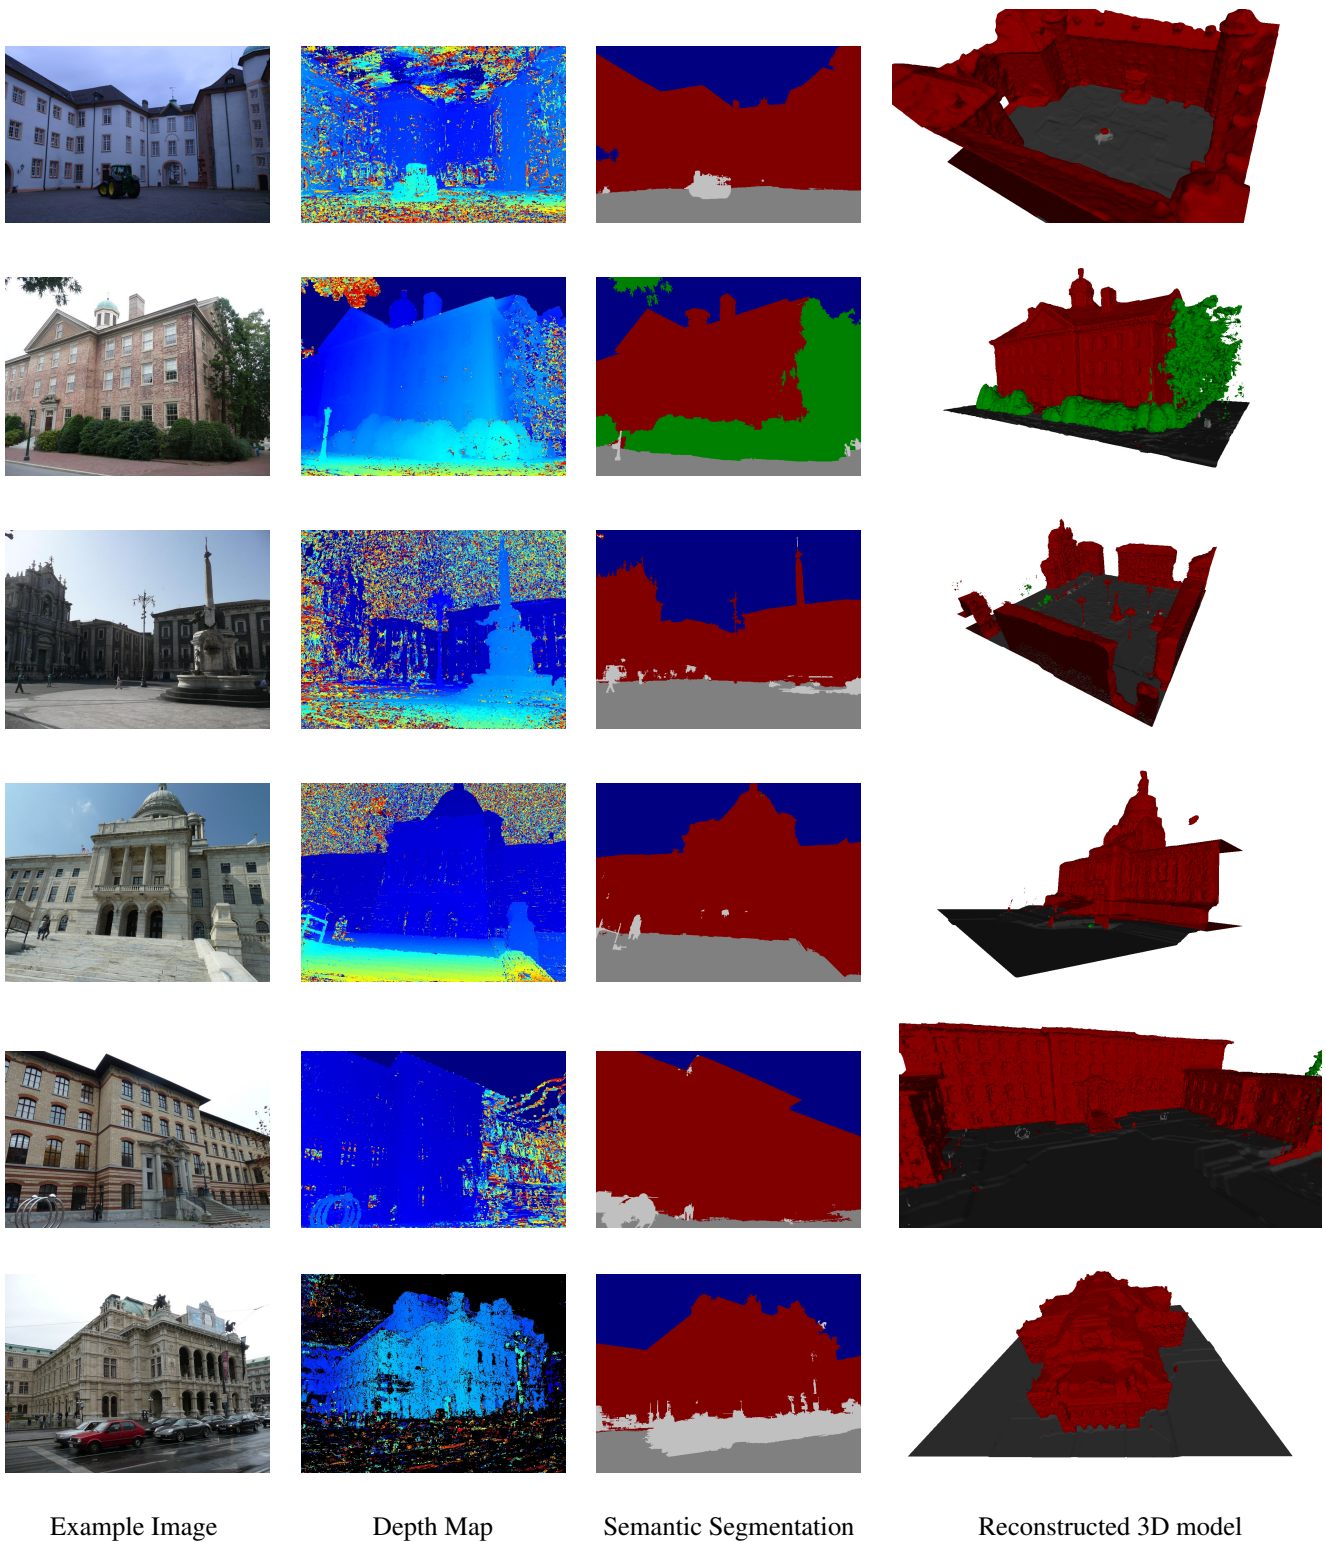 Example Image
Depth Map
Semantic Segmentation
Reconstructed 3D model